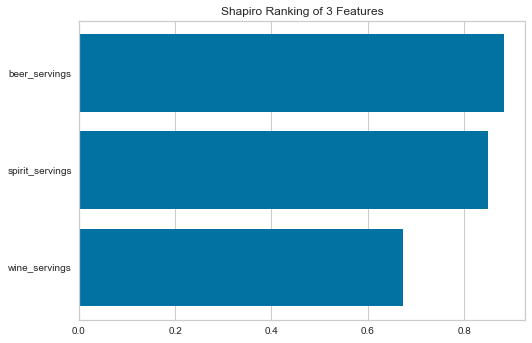 Shapiro Ranking of 3 Features
beer_servings
spirit_servings
wine_servings
0.0 0.2 0.4 0.6 0.8